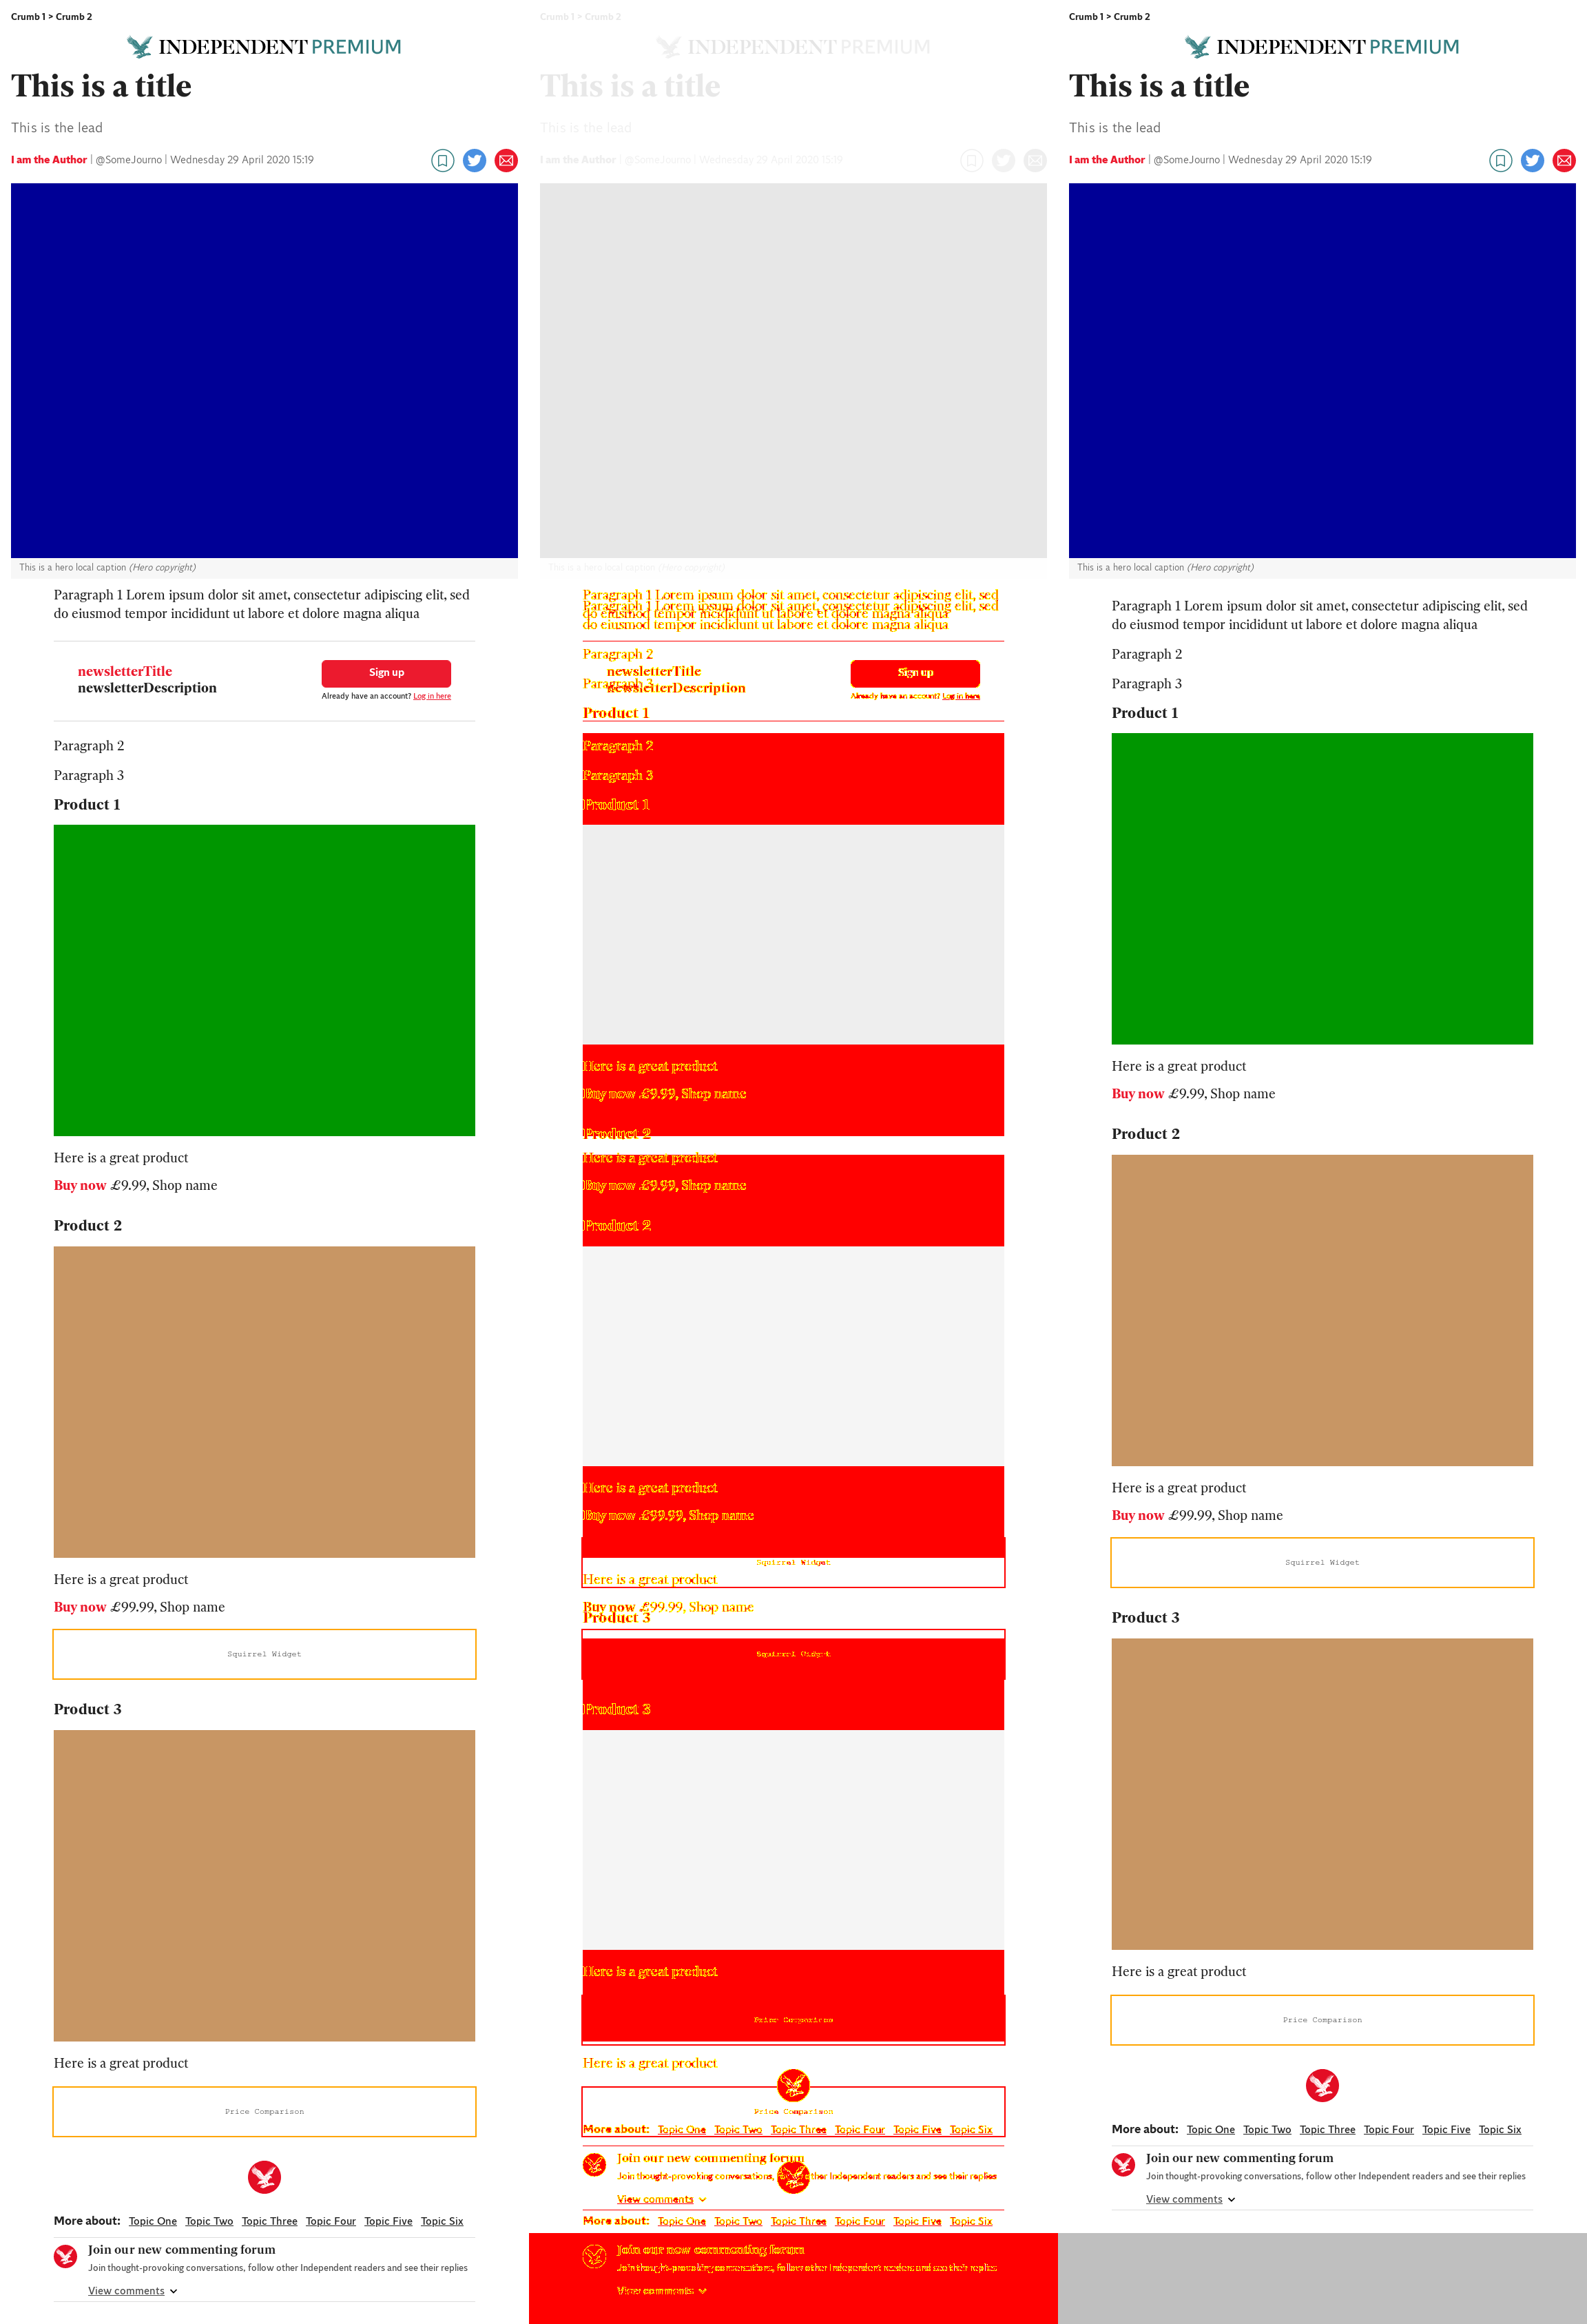 Crumb 1 > Crumb 2
INDEPENDENT PREMIUM
This is a title
This is the lead
I am the Author | @SomeJourno | Wednesday 29 April 2020 15:19
This is a hero local caption (Hero copyright)
Paragraph 1 Lorem ipsum dolor sit amet, consectetur adipiscing elit, sed
do eiusmod tempor incididunt ut labore et dolore magna aliqua
newsletterTitle
newsletterDescription
Sign up
Already have an account? Log in here
Paragraph 2
Paragraph 3
Product 1
Here is a great product
Buy now £9.99, Shop name
Product 2
Here is a great product
Buy now £99.99, Shop name
Squirrel Widget
Product 3
Here is a great product
Price Comparison
More about: Topic One Topic Two Topic Three Topic Four Topic Five Topic Six
Join our new commenting forum
Join thought-provoking conversations, follow other Independent readers and see their replies
View comments
Crumb 1 > Crumb 2
INDEPENDENT PREMIUM
This is a title
This is the lead
I am the Author | @SomeJourno | Wednesday 29 April 2020 15:19
This is a hero local caption (Hero copyright)
Paragraph 1 Lorem ipsum dolor sit amet, consectetur adipiscing elit, sed
Paragraph 1 Lorem ipsum dolor sit amet, consectetur adipiscing elit, sed
do eiusmod tempor incididunt ut labore et dolore magna aliqua
do eiusmod tempor incididunt ut labore et dolore magna aliqua
Paragraph 2
newsletterTitle
Sign up
Paragraph 3
newsletterDescription
Already have an account? Log in here
Product 1
Paragraph 2
Paragraph 3
Product 1
Here is a great product
Buy now £9.99, Shop name
Product 2
Here is a great product
Buy now £9.99, Shop name
Product 2
Here is a great product
Buy now £99.99, Shop name
Squirrel Widget
Here is a great product
Buy now £99.99, Shop name
Product 3
Squirrel Widget
Product 3
Here is a great product
Price Comparison
Here is a great product
Price Comparison
More about: Topic One Topic Two Topic Three Topic Four Topic Five Topic Six
Join our new commenting forum
Join thought-provoking conversations, other Independent readers and see their replies
View comments
More about: Topic One Topic Two Topic Three Topic Four Topic Five Topic Six
Join our new commenting forum
Join thought-provoking conversations, follow other Independent readers and see their replies
View comments
Crumb 1 > Crumb 2
INDEPENDENT PREMIUM
This is a title
This is the lead
I am the Author | @SomeJourno | Wednesday 29 April 2020 15:19
This is a hero local caption (Hero copyright)
Paragraph 1 Lorem ipsum dolor sit amet, consectetur adipiscing elit, sed
do eiusmod tempor incididunt ut labore et dolore magna aliqua
Paragraph 2
Paragraph 3
Product 1
Here is a great product
Buy now £9.99, Shop name
Product 2
Here is a great product
Buy now £99.99, Shop name
Squirrel Widget
Product 3
Here is a great product
Price Comparison
More about: Topic One Topic Two Topic Three Topic Four Topic Five Topic Six
Join our new commenting forum
Join thought-provoking conversations, follow other Independent readers and see their replies
View comments